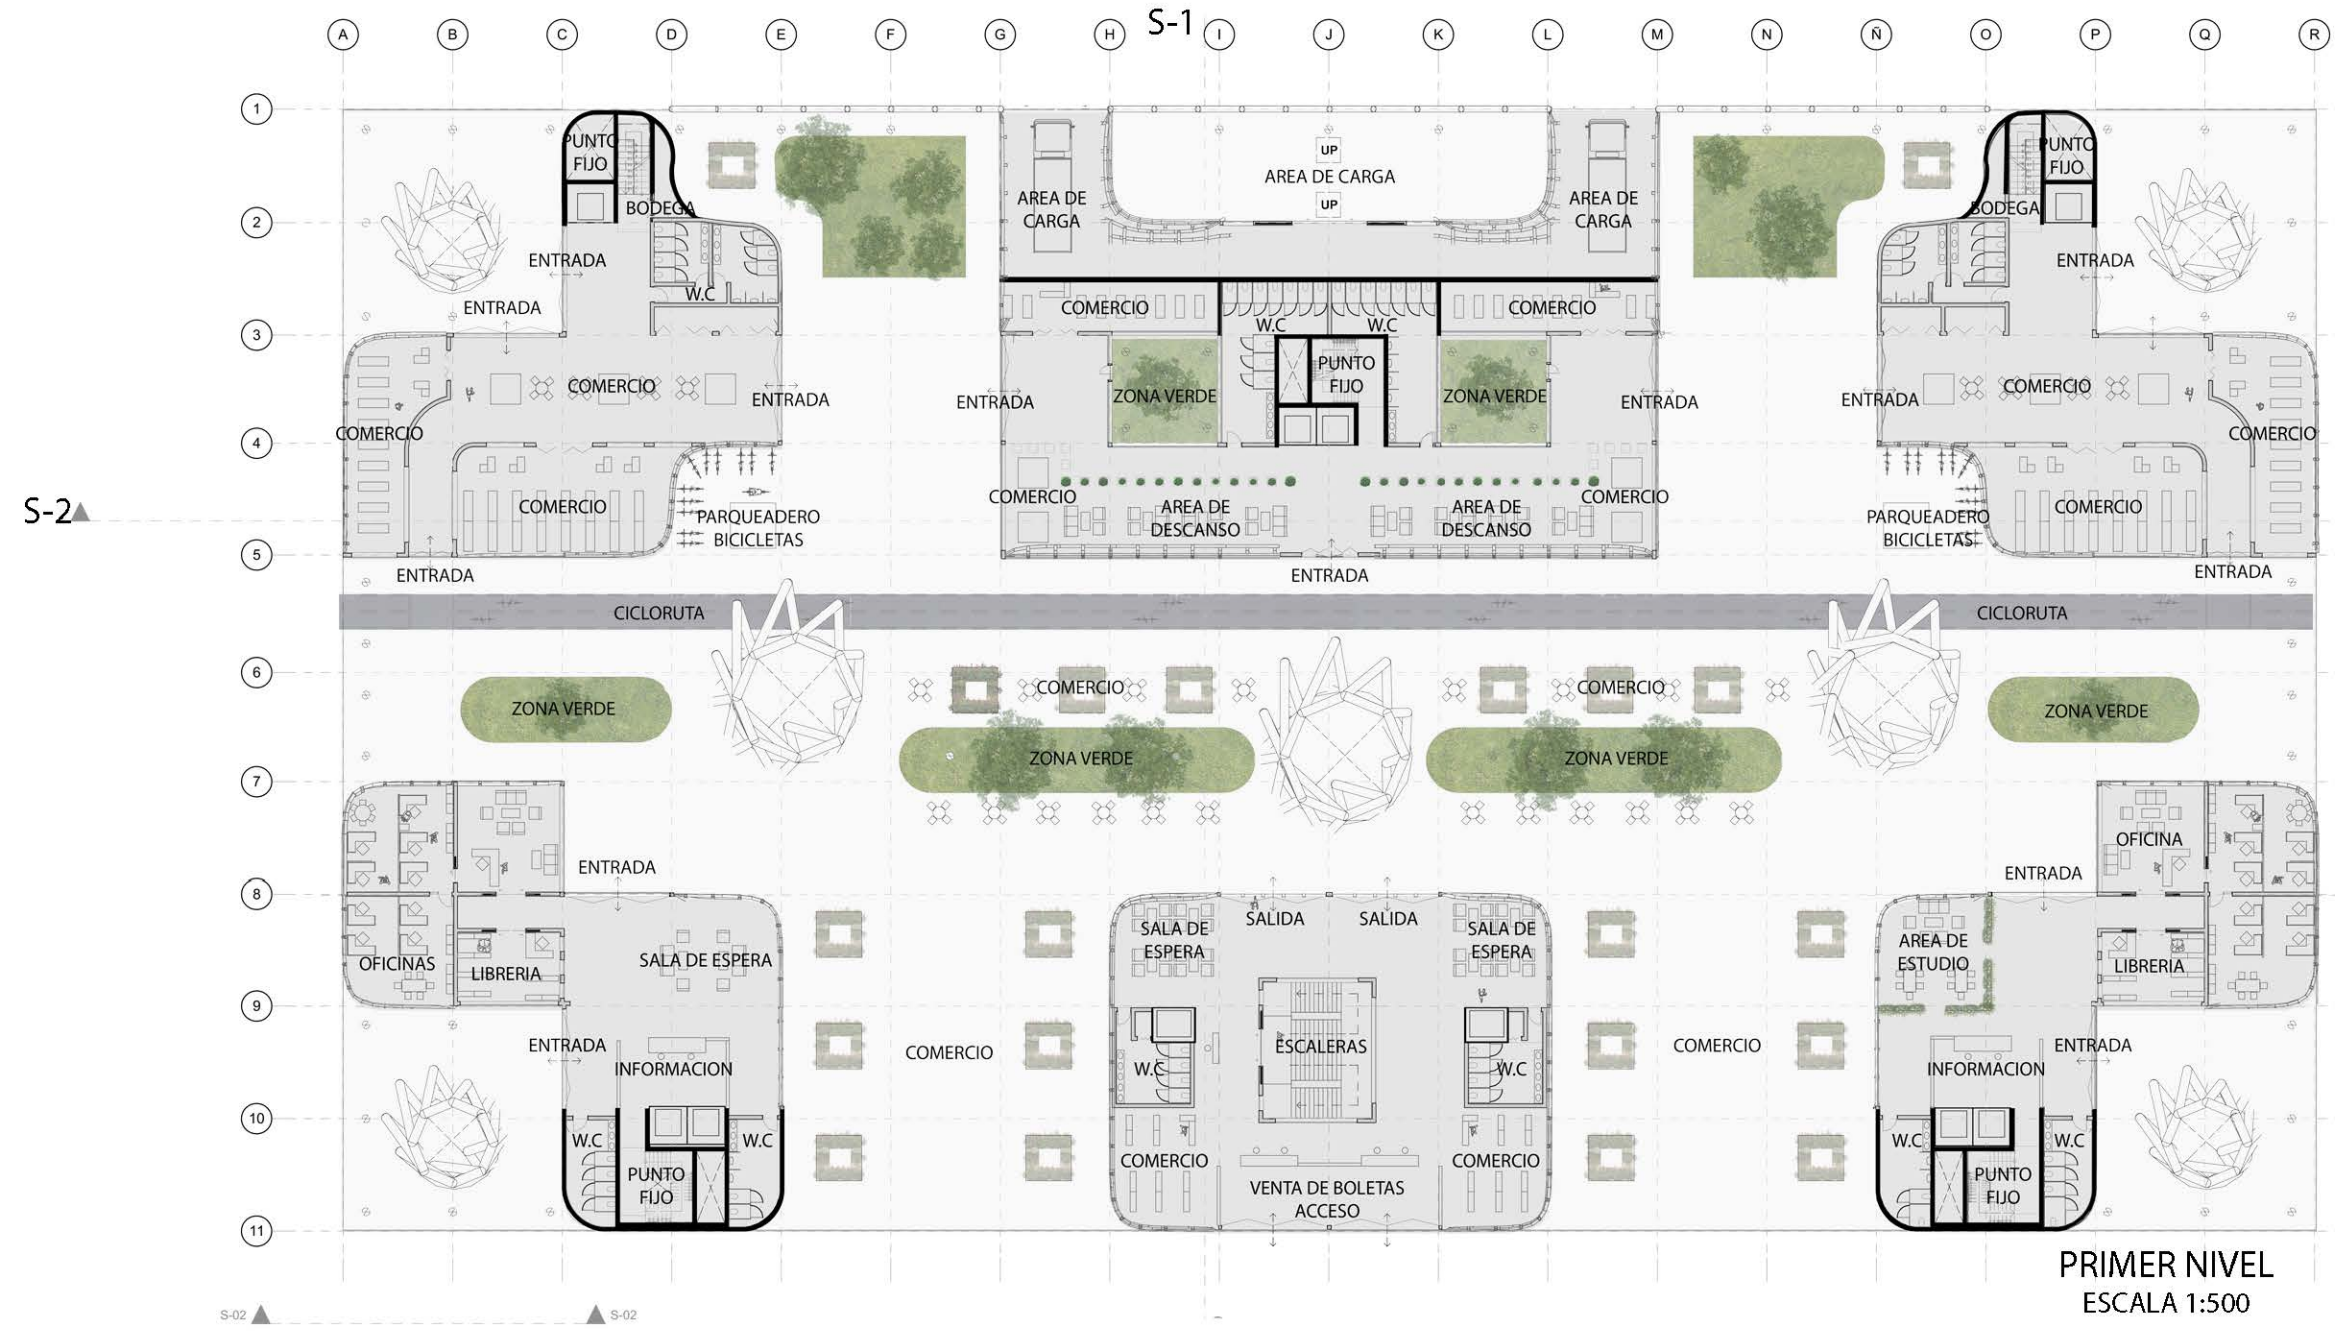 S-1
A B C D E F G H I J K L M N Ñ O P Q R
1
PUNTO
FIJO
UP
AREA DE CARGA
UP
PUNTO
FIJO
AREA DE
CARGA
AREA DE
CARGA
2
BODEGA
BODEGA
ENTRADA
ENTRADA
W.C
ENTRADA
COMERCIO
COMERCIO
W.C
W.C
3
PUNTO
FIJO
COMERCIO
COMERCIO
ZONA VERDE
ZONA VERDE
ENTRADA
ENTRADA
ENTRADA
ENTRADA
COMERCIO
COMERCIO
4
COMERCIO
COMERCIO
COMERCIO
COMERCIO
AREA DE
DESCANSO
AREA DE
DESCANSO
S-2
PARQUEADERO
BICICLETAS
PARQUEADERO
BICICLETAS
5
ENTRADA
ENTRADA
ENTRADA
CICLORUTA
CICLORUTA
6
COMERCIO
COMERCIO
ZONA VERDE
ZONA VERDE
ZONA VERDE
ZONA VERDE
7
OFICINA
ENTRADA
ENTRADA
8
SALIDA
SALIDA
SALA DE
ESPERA
SALA DE
ESPERA
AREA DE
ESTUDIO
OFICINAS
LIBRERIA
SALA DE ESPERA
LIBRERIA
9
ENTRADA
COMERCIO
ESCALERAS
COMERCIO
ENTRADA
INFORMACION
W.C
W.C
INFORMACION
10
W.C
W.C
W.C
W.C
COMERCIO
COMERCIO
PUNTO
FIJO
VENTA DE BOLETAS
ACCESO
PUNTO
FIJO
11
PRIMER NIVEL
ESCALA 1:500
S-02
S-02